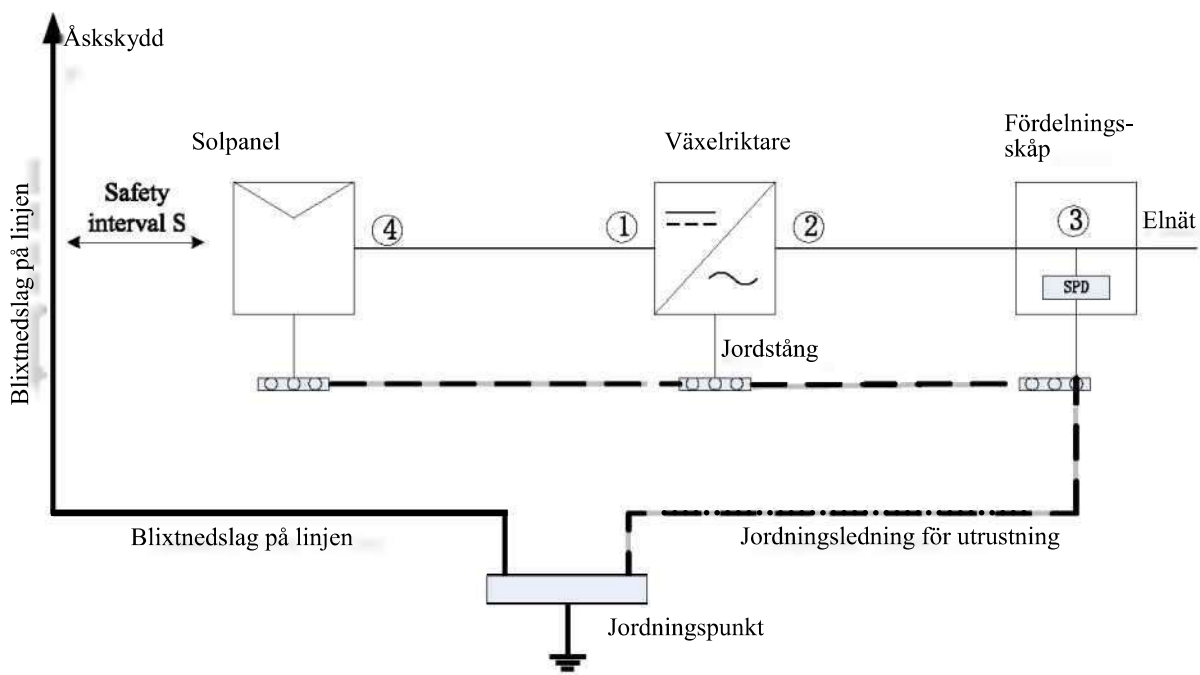 Åskskydd
Solpanel
Växelriktare
Fördelnings-
skåp
Safety
interval S
Blixtnedslag på linjen
④
①
②
③
Elnät
SPD
Jordstång
Blixtnedslag på linjen
Jordningsledning för utrustning
Jordningspunkt